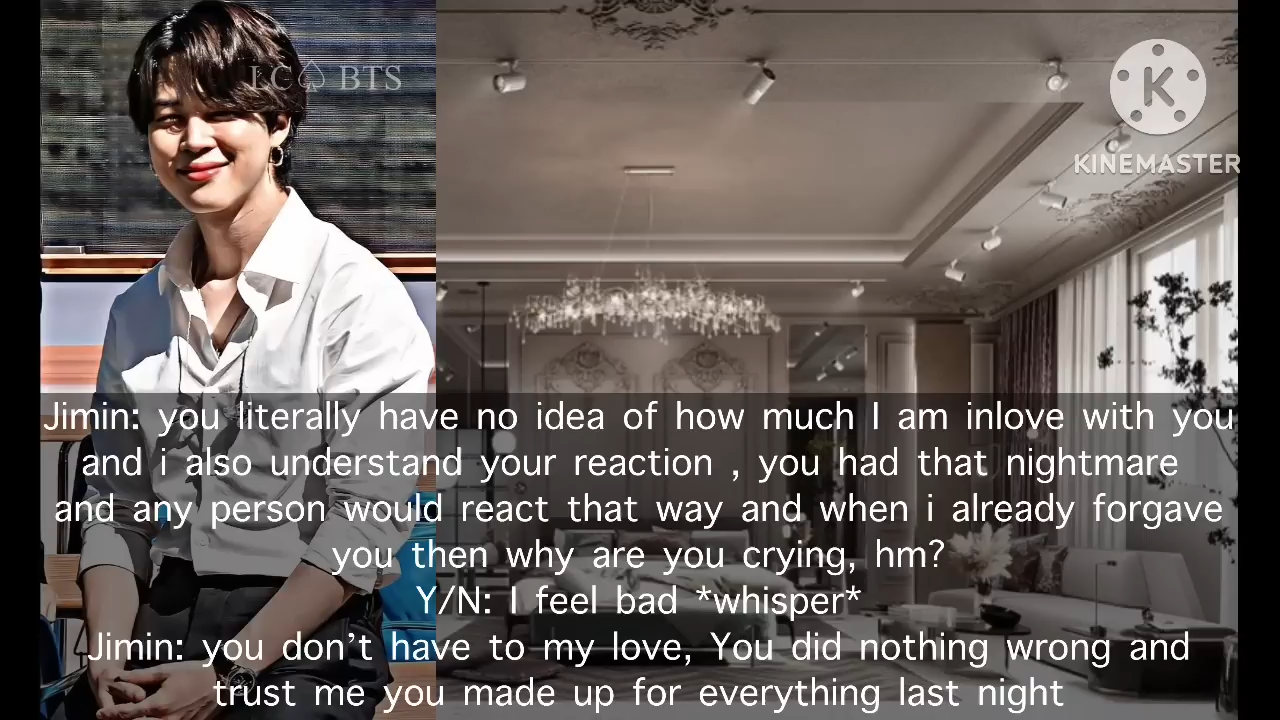 LC♤BTS
K
KINEMASTER
Jimin: you literally have no idea of how much I am inlove with you
and i also understand your reaction , you had that nightmare
and any person would react that way and when i already forgave
you then why are you crying, hm?
Y/N: I feel bad *whisper*
Jimin: you don't have to my love, You did nothing wrong and
trust me you made up for everything last night